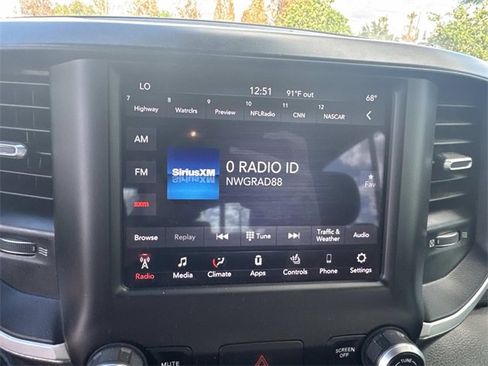 LO 12:51 91°F out 68°
7 8 9 10 11 12
Highway Watrclrs Preview NFLRadio CNN NASCAR
AM
FM
sxm
SiriusXM
0 RADIO ID
NWGRAD88
Fav
Browse Replay Tune Traffic & Weather Audio
Radio Media Climate Apps Controls Phone Settings
MUTE
SCREEN OFF
TUNE